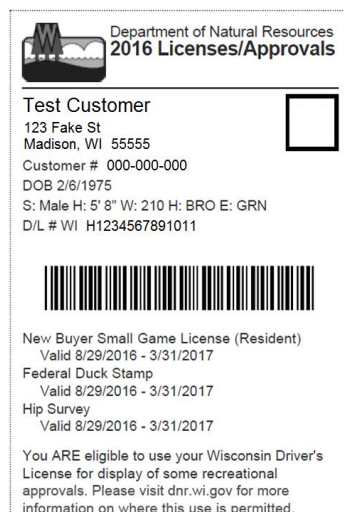 Department of Natural Resources
2016 Licenses/Approvals
Test Customer
123 Fake St
Madison, WI 55555
Customer # 000-000-000
DOB 2/6/1975
S: Male H: 5' 8" W: 210 H: BRO E: GRN
D/L # WI H1234567891011
New Buyer Small Game License (Resident)
Valid 8/29/2016 - 3/31/2017
Federal Duck Stamp
Valid 8/29/2016 - 3/31/2017
Hip Survey
Valid 8/29/2016 - 3/31/2017
You ARE eligible to use your Wisconsin Driver's
License for display of some recreational
approvals. Please visit dnr.wi.gov for more
information on where this use is permitted.